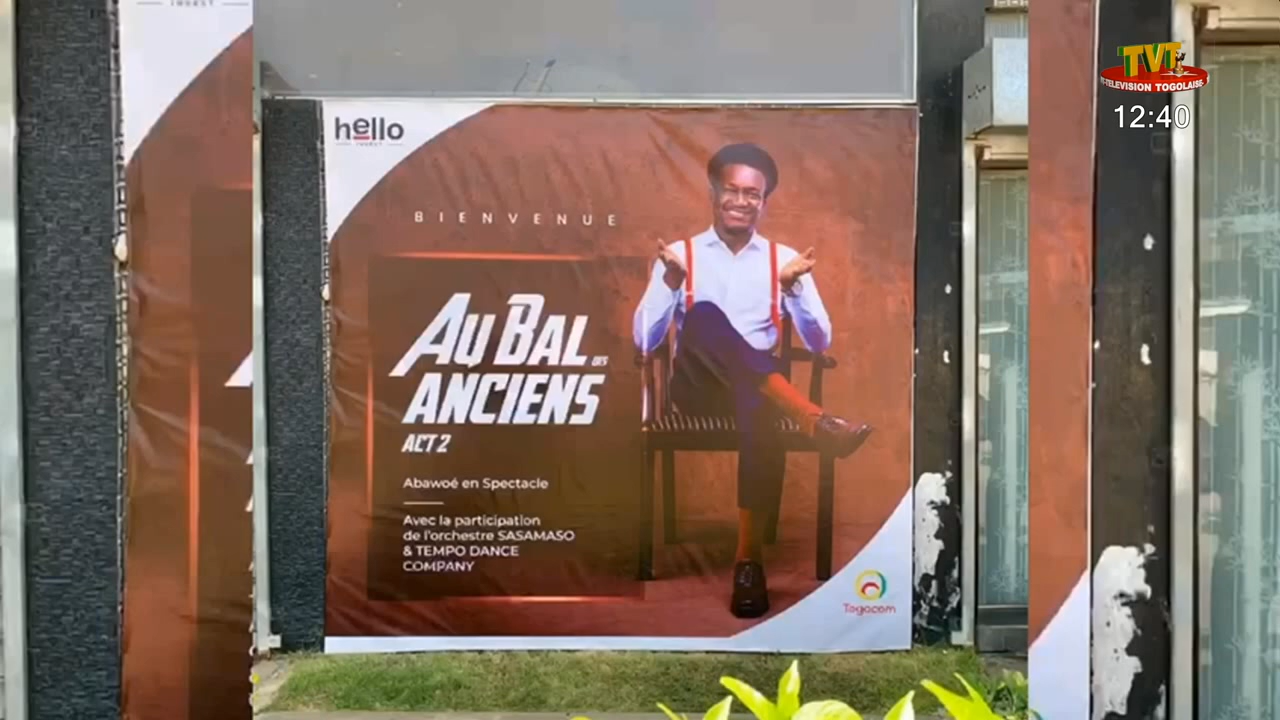 TVT
TELEVISION TOGOLAISE
12:40
hello
INVEST
BIENVENUE
AU BAL DES
ANCIENS
ACT 2
Abawoé en Spectacle
Avec la participation
de l'orchestre SASAMASO
& TEMPO DANCE
COMPANY
Togocom